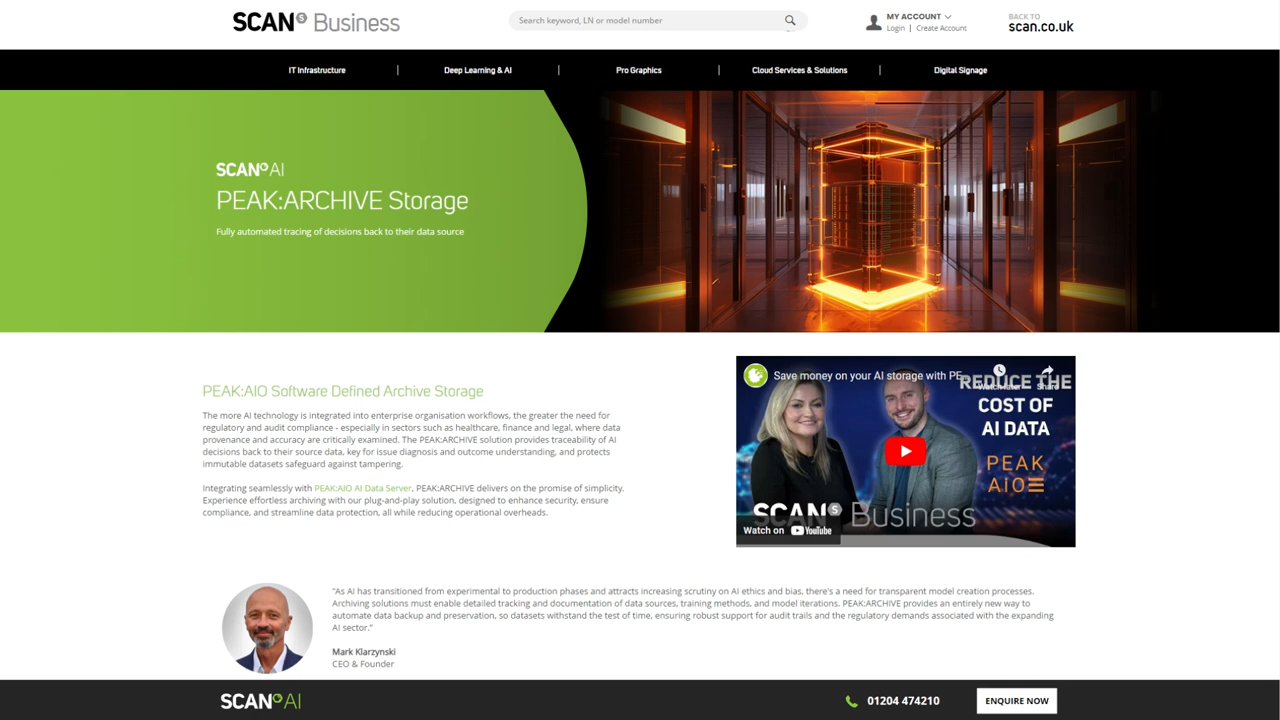 SCAN Business
Search keyword, LN or model number
MY ACCOUNT
Login | Create Account
BACK TO
scan.co.uk
IT Infrastructure | Deep Learning & AI | Pro Graphics | Cloud Services & Solutions | Digital Signage
SCAN AI
PEAK:ARCHIVE Storage
Fully automated tracing of decisions back to their data source
PEAK:AIO Software Defined Archive Storage
The more AI technology is integrated into enterprise organisation workflows, the greater the need for
regulatory and audit compliance - especially in sectors such as healthcare, finance and legal, where data
provenance and accuracy are critically examined. The PEAK:ARCHIVE solution provides traceability of AI
decisions back to their source data, key for issue diagnosis and outcome understanding, and protects
immutable datasets safeguard against tampering.
Integrating seamlessly with PEAK:AIO AI Data Server, PEAK:ARCHIVE delivers on the promise of simplicity.
Experience effortless archiving with our plug-and-play solution, designed to enhance security, ensure
compliance, and streamline data protection, all while reducing operational overheads.
Save money on your AI storage with PE
Watch later
Share
REDUCE THE
COST OF
AI DATA
PEAK
AIO
SCAN Business
Watch on YouTube
"As AI has transitioned from experimental to production phases and attracts increasing scrutiny on AI ethics and bias, there's a need for transparent model creation processes.
Archiving solutions must enable detailed tracking and documentation of data sources, training methods, and model iterations. PEAK:ARCHIVE provides an entirely new way to
automate data backup and preservation, so datasets withstand the test of time, ensuring robust support for audit trails and the regulatory demands associated with the expanding
AI sector."
Mark Klarzynski
CEO & Founder
SCAN AI
01204 474210
ENQUIRE NOW